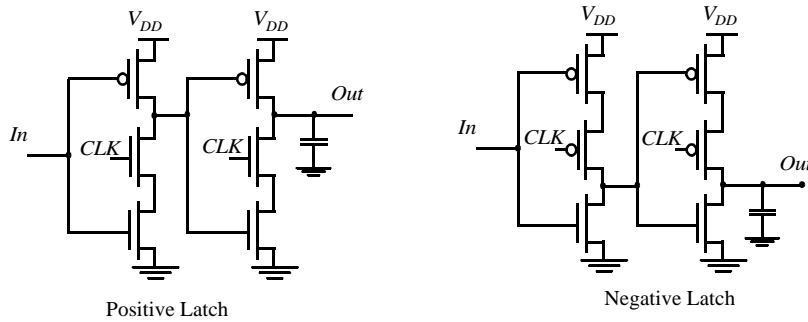 V_DD V_DD V_DD V_DD
In CLK CLK Out
In CLK CLK Out
Positive Latch
Negative Latch